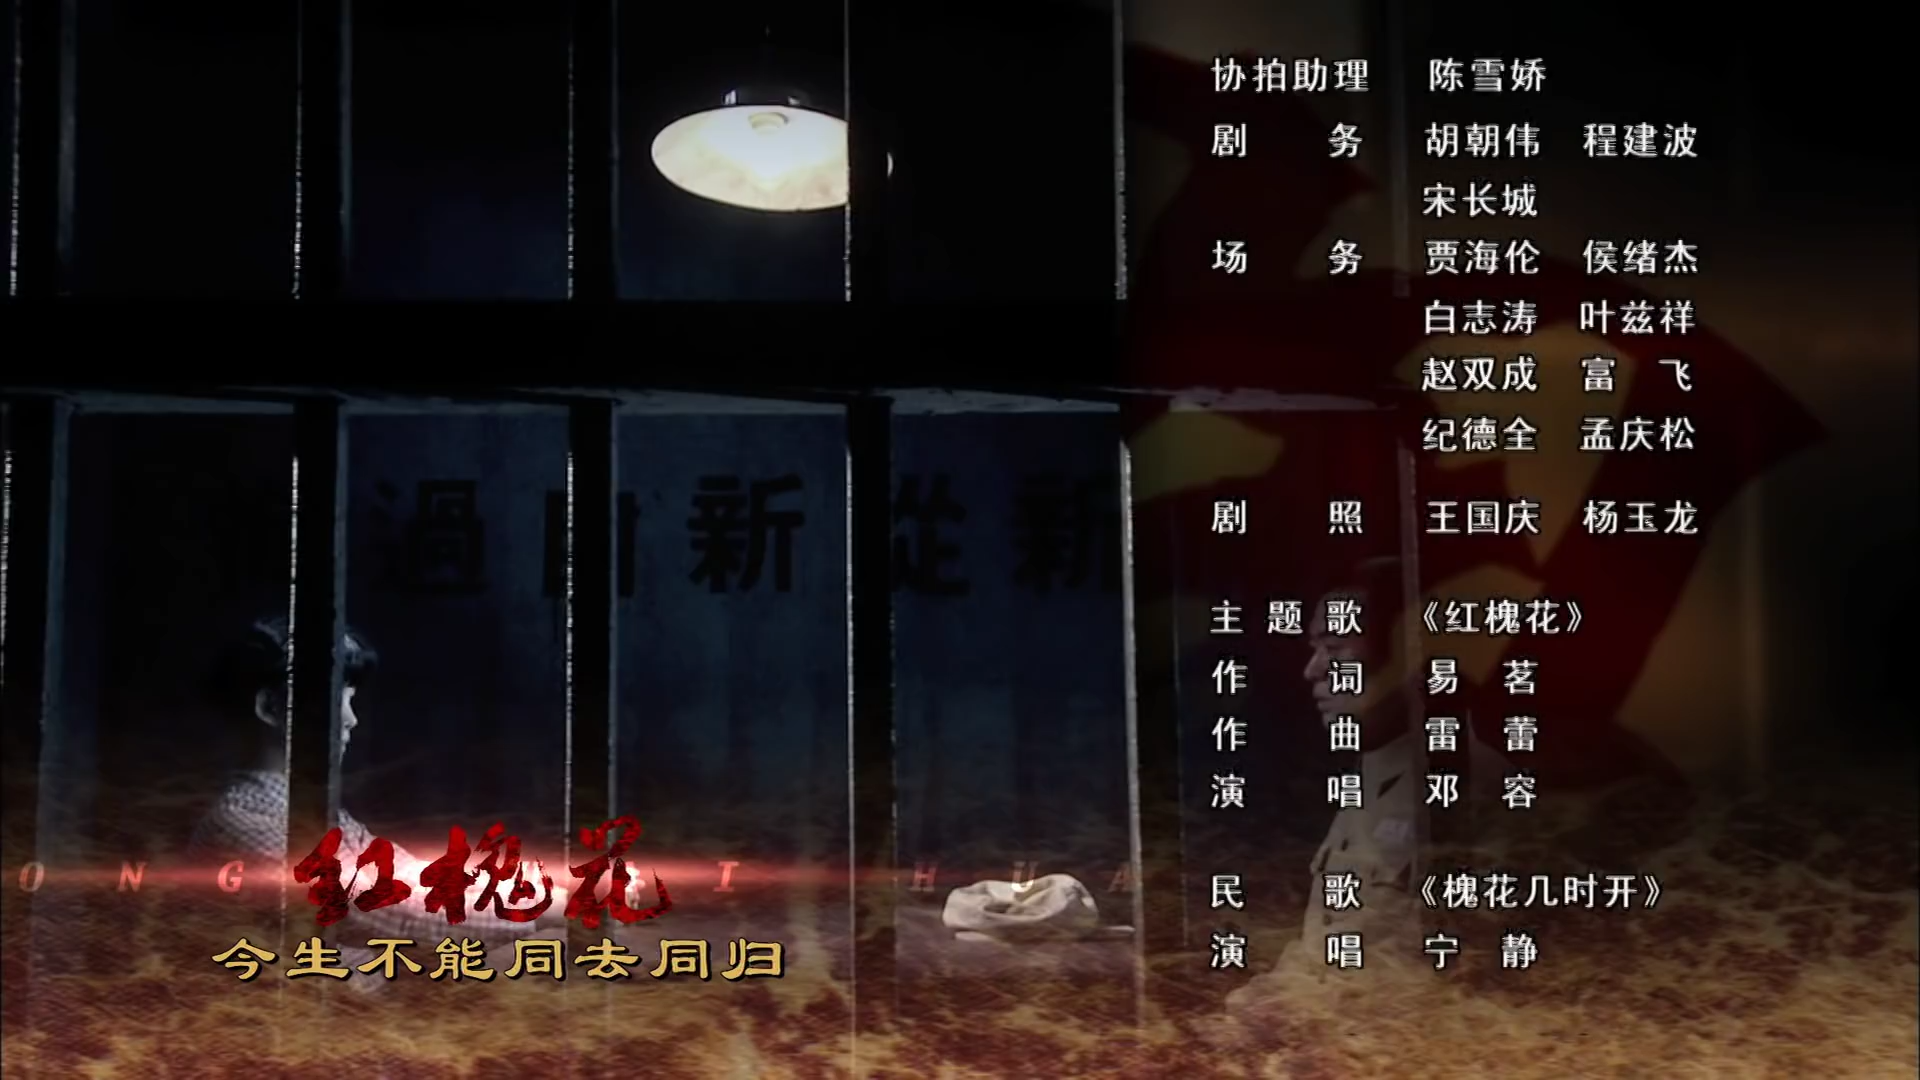 协拍助理 陈雪娇
剧 务 胡朝伟 程建波
宋长城
场 务 贾海伦 侯绪杰
白志涛 叶兹祥
赵双成 富 飞
纪德全 孟庆松
剧 照 王国庆 杨玉龙
主 题 歌 《红槐花》
作 词 易 茗
作 曲 雷 蕾
演 唱 邓 容
民 歌 《槐花几时开》
演 唱 宁 静
過 新 從 新
O N G I H U A
红槐花
今生不能同去同归